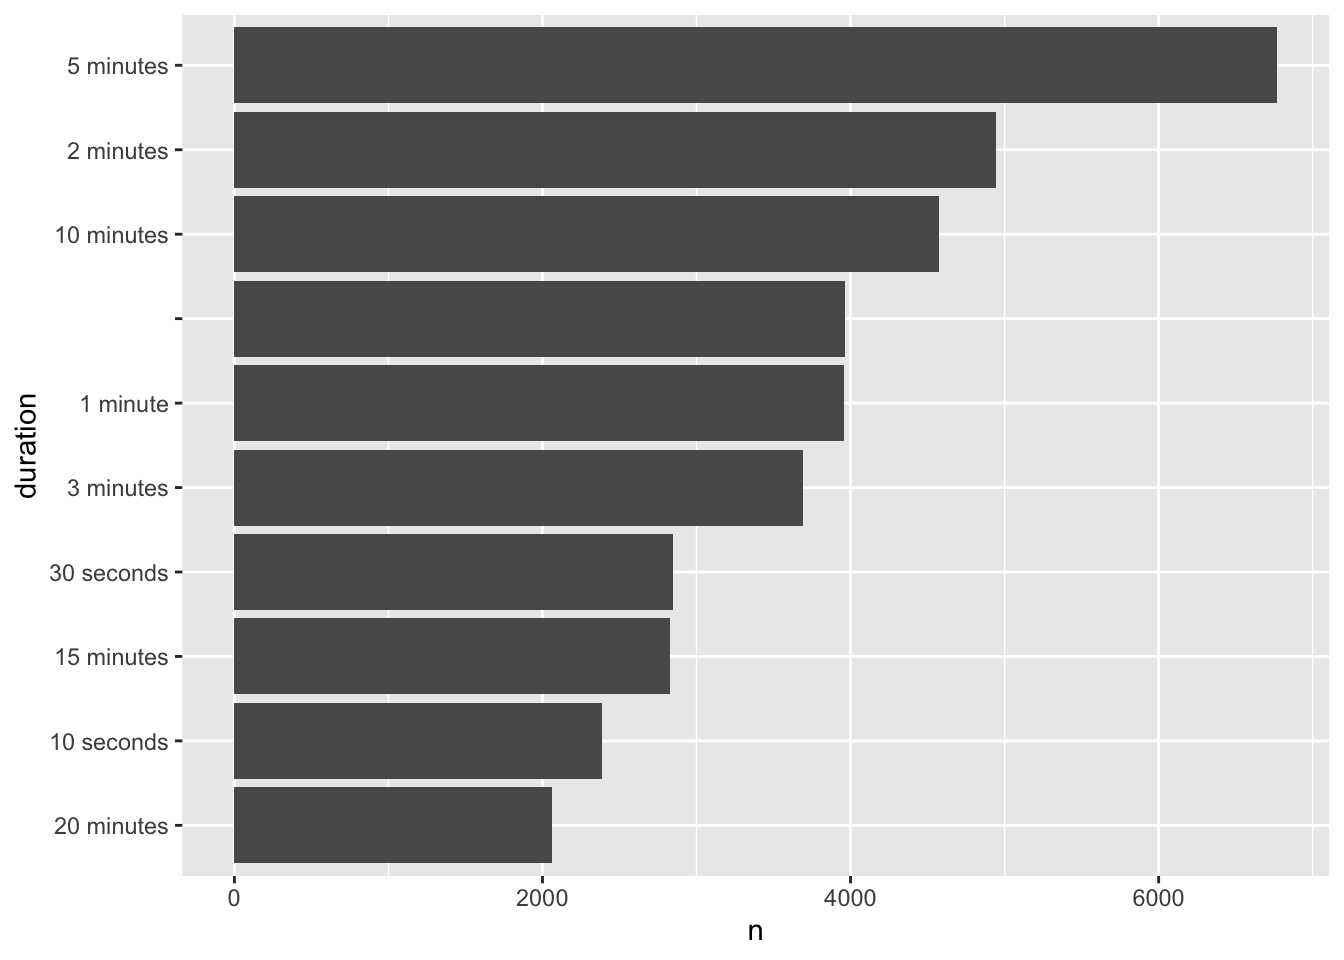 5 minutes
2 minutes
10 minutes
1 minute
3 minutes
30 seconds
15 minutes
10 seconds
20 minutes
duration
0 2000 4000 6000
n